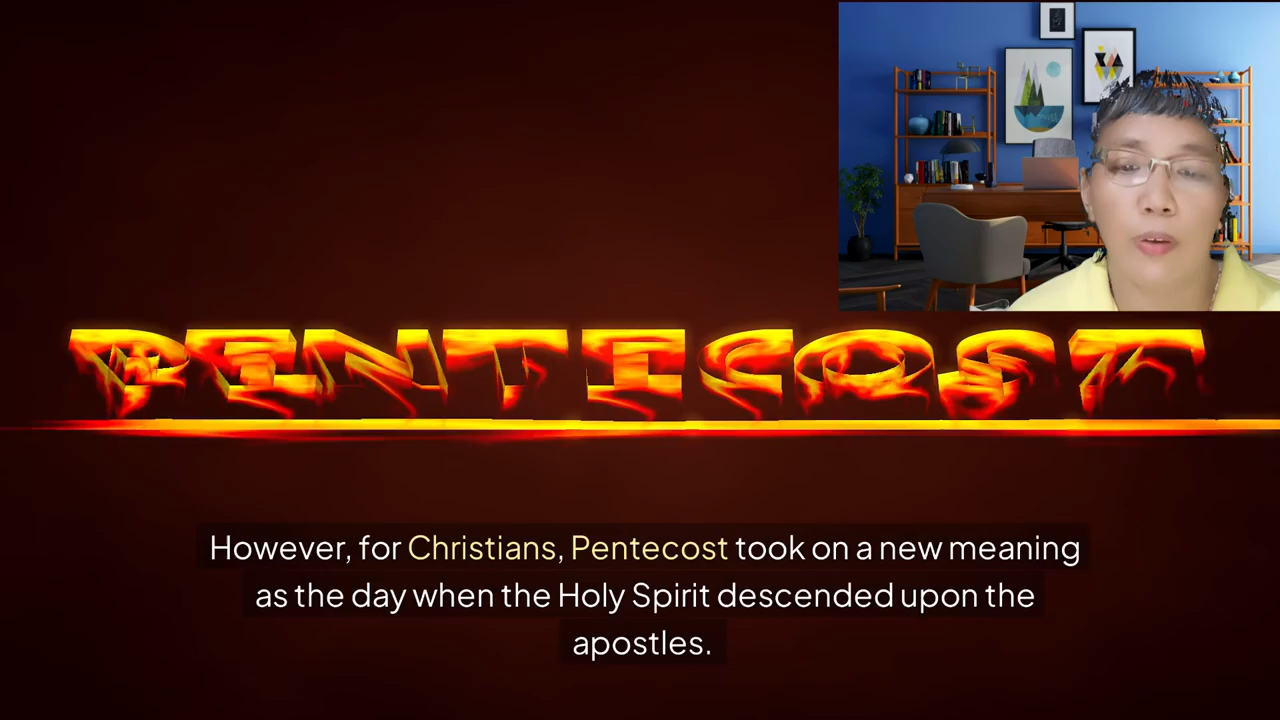 PENTECOST
However, for Christians, Pentecost took on a new meaning
as the day when the Holy Spirit descended upon the
apostles.